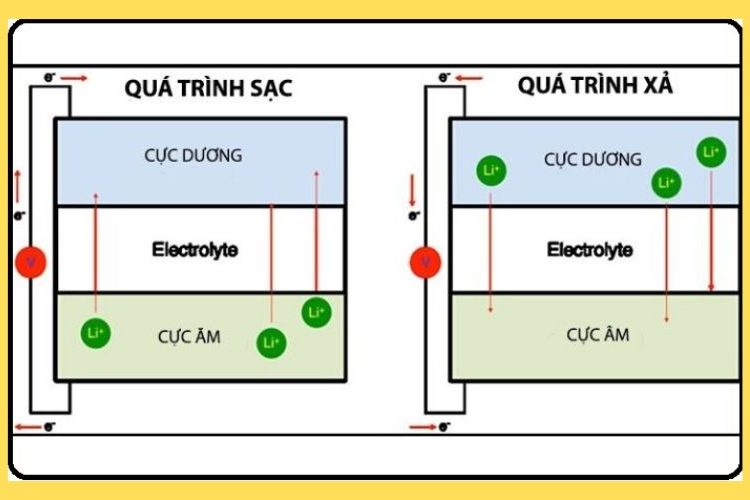 e⁻
QUÁ TRÌNH SẠC
CỰC DƯƠNG
e⁻
Electrolyte
V
Li⁺
Li⁺
Li⁺
CỰC ÂM
e⁻
e⁻
QUÁ TRÌNH XẢ
CỰC DƯƠNG
Li⁺
Li⁺
Li⁺
e⁻
Electrolyte
V
CỰC ÂM
e⁻